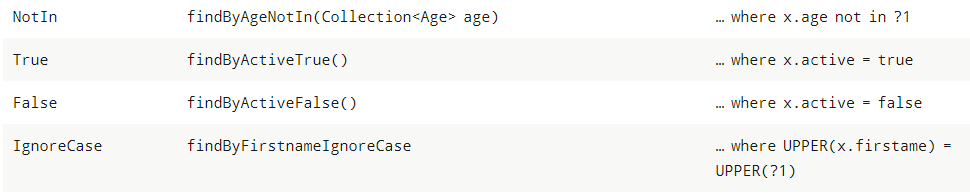 NotIn findByAgeNotIn(Collection<Age> age) … where x.age not in ?1
True findByActiveTrue() … where x.active = true
False findByActiveFalse() … where x.active = false
IgnoreCase findByFirstnameIgnoreCase … where UPPER(x.firstame) =
UPPER(?1)